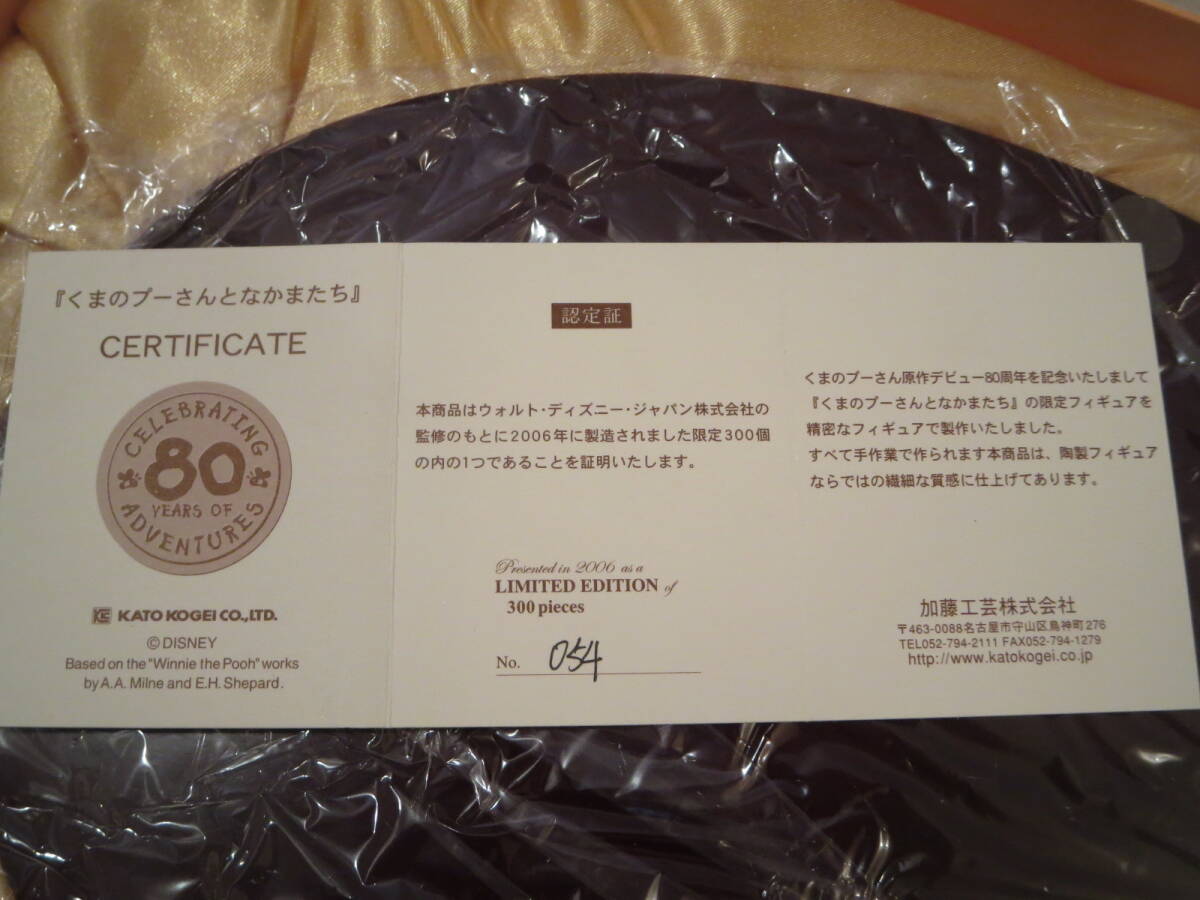 『くまのプーさんとなかまたち』
CERTIFICATE
CELEBRATING
80
YEARS OF
ADVENTURES
KATO KOGEI CO.,LTD.
©DISNEY
Based on the "Winnie the Pooh" works
by A.A. Milne and E.H. Shepard.
認定証
本商品はウォルト・ディズニー・ジャパン株式会社の
監修のもとに2006年に製造されました限定300個
の内の1つであることを証明いたします。
Presented in 2006 as a
LIMITED EDITION of
300 pieces
No. 054
くまのプーさん原作デビュー80周年を記念いたしまして
『くまのプーさんとなかまたち』の限定フィギュアを
精密なフィギュアで製作いたしました。
すべて手作業で作られます本商品は、陶製フィギュア
ならではの繊細な質感に仕上げてあります。
加藤工芸株式会社
〒463-0088名古屋市守山区鳥神町276
TEL052-794-2111 FAX052-794-1279
http://www.katokogei.co.jp